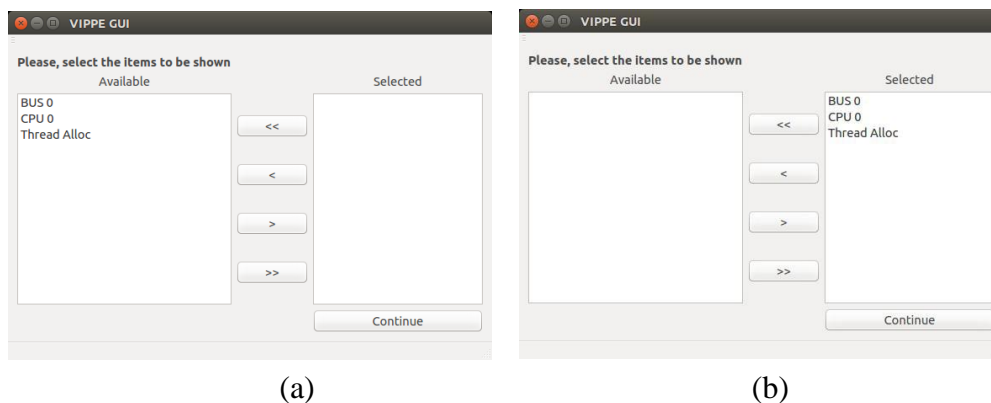 VIPPE GUI
Please, select the items to be shown
Available
Selected
BUS 0
CPU 0
Thread Alloc
<<
<
>
>>
Continue
(a)
VIPPE GUI
Please, select the items to be shown
Available
Selected
BUS 0
CPU 0
Thread Alloc
<<
<
>
>>
Continue
(b)